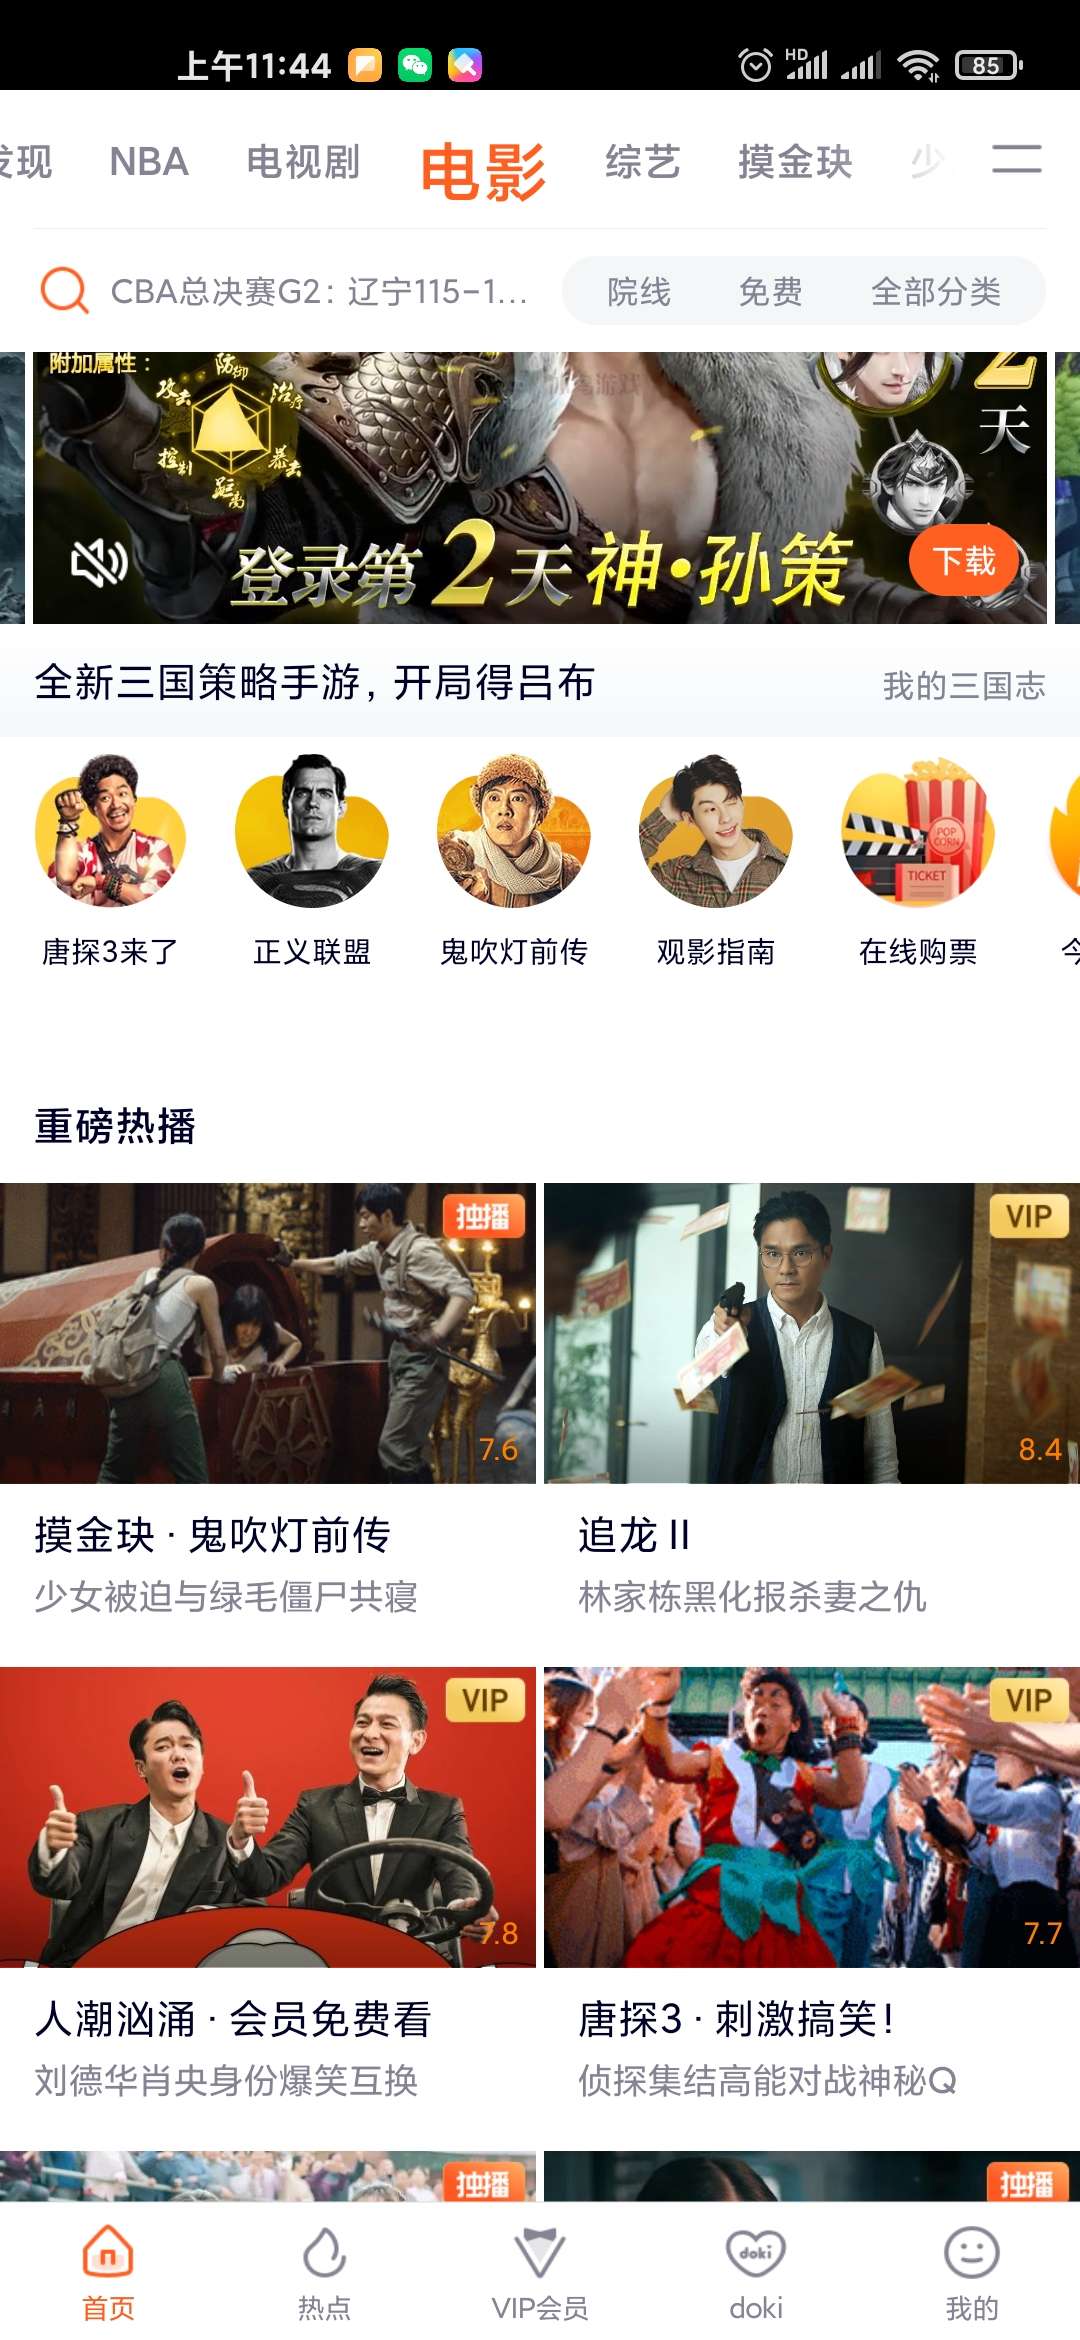 上午11:44
HD
85
发现 NBA 电视剧 电影 综艺 摸金玦 少
CBA总决赛G2：辽宁115-1... 院线 免费 全部分类
附加属性：
防御
攻击 治疗
控制 暴击
距离
2
天
登录第2天神·孙策
下载
全新三国策略手游，开局得吕布 我的三国志
POP CORN
TICKET
唐探3来了 正义联盟 鬼吹灯前传 观影指南 在线购票 今
重磅热播
独播 VIP
7.6 8.4
摸金玦·鬼吹灯前传 追龙 II
少女被迫与绿毛僵尸共寝 林家栋黑化报杀妻之仇
VIP VIP
7.8 7.7
人潮汹涌·会员免费看 唐探3·刺激搞笑！
刘德华肖央身份爆笑互换 侦探集结高能对战神秘Q
独播 独播
doki
首页 热点 VIP会员 doki 我的